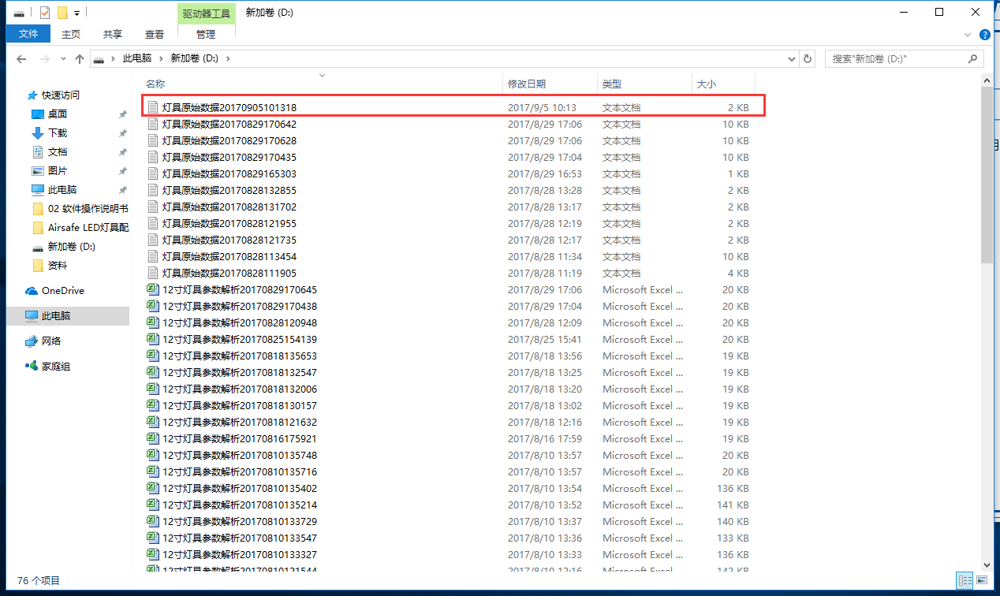 驱动器工具 新加卷 (D:)
文件 主页 共享 查看 管理
此电脑 新加卷 (D:) 搜索"新加卷 (D:)"
名称 修改日期 类型 大小
快速访问
桌面
下载
文档
图片
此电脑
02 软件操作说明书
Airsafe LED灯具配
新加卷 (D:)
资料
OneDrive
此电脑
网络
家庭组
灯具原始数据20170905101318 2017/9/5 10:13 文本文档 2 KB
灯具原始数据20170829170642 2017/8/29 17:06 文本文档 10 KB
灯具原始数据20170829170628 2017/8/29 17:06 文本文档 10 KB
灯具原始数据20170829170435 2017/8/29 17:04 文本文档 10 KB
灯具原始数据20170829165303 2017/8/29 16:53 文本文档 1 KB
灯具原始数据20170828132855 2017/8/28 13:28 文本文档 2 KB
灯具原始数据20170828131702 2017/8/28 13:17 文本文档 2 KB
灯具原始数据20170828121955 2017/8/28 12:19 文本文档 2 KB
灯具原始数据20170828121735 2017/8/28 12:17 文本文档 2 KB
灯具原始数据20170828113454 2017/8/28 11:34 文本文档 10 KB
灯具原始数据20170828111905 2017/8/28 11:19 文本文档 4 KB
12寸灯具参数解析20170829170645 2017/8/29 17:06 Microsoft Excel ... 20 KB
12寸灯具参数解析20170829170438 2017/8/29 17:04 Microsoft Excel ... 20 KB
12寸灯具参数解析20170828120948 2017/8/28 12:09 Microsoft Excel ... 20 KB
12寸灯具参数解析20170825154139 2017/8/25 15:41 Microsoft Excel ... 20 KB
12寸灯具参数解析20170818135653 2017/8/18 13:56 Microsoft Excel ... 19 KB
12寸灯具参数解析20170818132547 2017/8/18 13:25 Microsoft Excel ... 19 KB
12寸灯具参数解析20170818132006 2017/8/18 13:20 Microsoft Excel ... 19 KB
12寸灯具参数解析20170818130157 2017/8/18 13:02 Microsoft Excel ... 19 KB
12寸灯具参数解析20170818121632 2017/8/18 12:16 Microsoft Excel ... 19 KB
12寸灯具参数解析20170816175921 2017/8/16 17:59 Microsoft Excel ... 19 KB
12寸灯具参数解析20170810135748 2017/8/10 13:57 Microsoft Excel ... 20 KB
12寸灯具参数解析20170810135716 2017/8/10 13:57 Microsoft Excel ... 20 KB
12寸灯具参数解析20170810135402 2017/8/10 13:54 Microsoft Excel ... 136 KB
12寸灯具参数解析20170810135214 2017/8/10 13:52 Microsoft Excel ... 141 KB
12寸灯具参数解析20170810133729 2017/8/10 13:37 Microsoft Excel ... 140 KB
12寸灯具参数解析20170810133547 2017/8/10 13:36 Microsoft Excel ... 133 KB
12寸灯具参数解析20170810133327 2017/8/10 13:33 Microsoft Excel ... 136 KB
12寸灯具参数解析20170810121544 2017/8/10 12:16 Microsoft Excel ... 142 KB
76 个项目